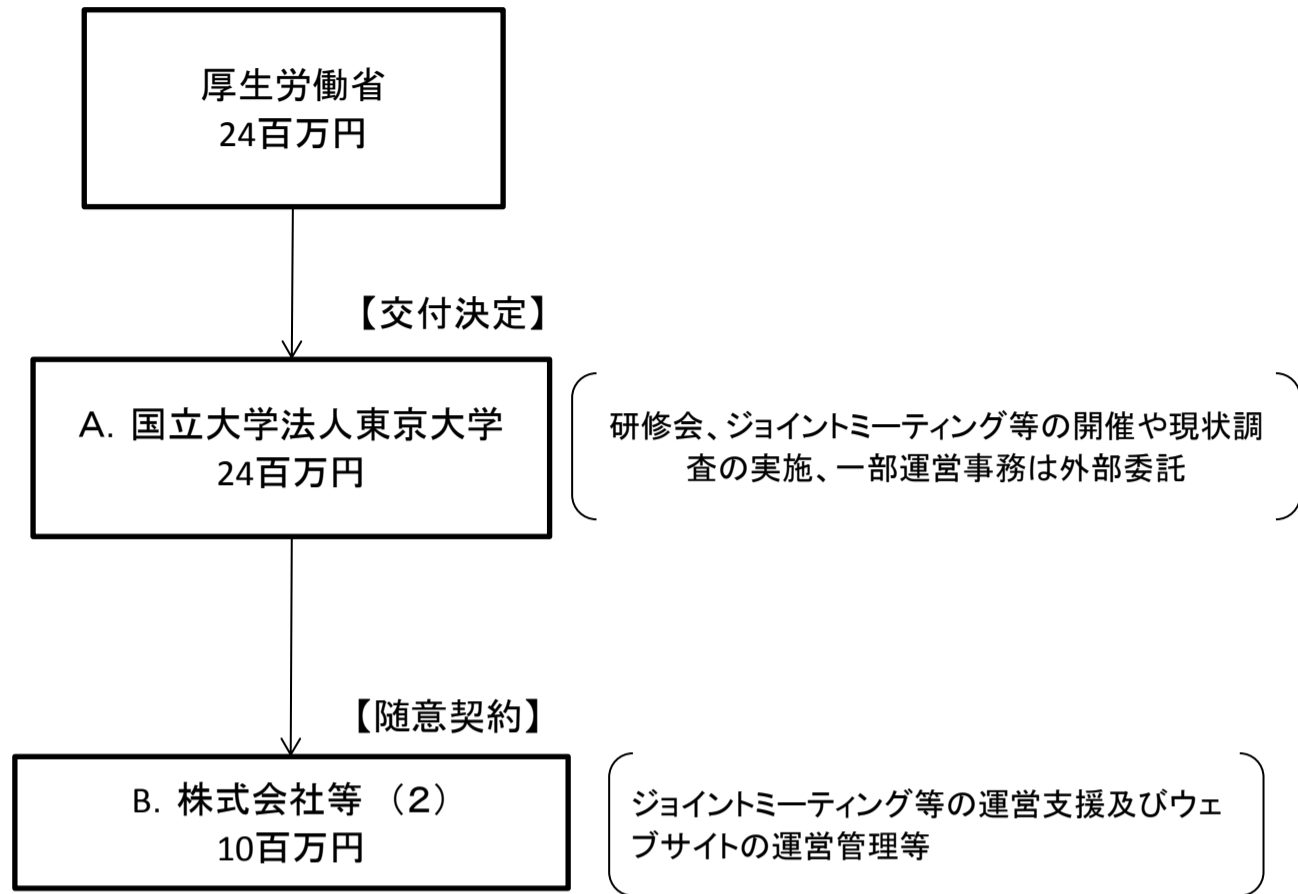 厚生労働省
24百万円
【交付決定】
A. 国立大学法人東京大学
24百万円
研修会、ジョイントミーティング等の開催や現状調
査の実施、一部運営事務は外部委託
【随意契約】
B. 株式会社等 （２）
10百万円
ジョイントミーティング等の運営支援及びウェ
ブサイトの運営管理等